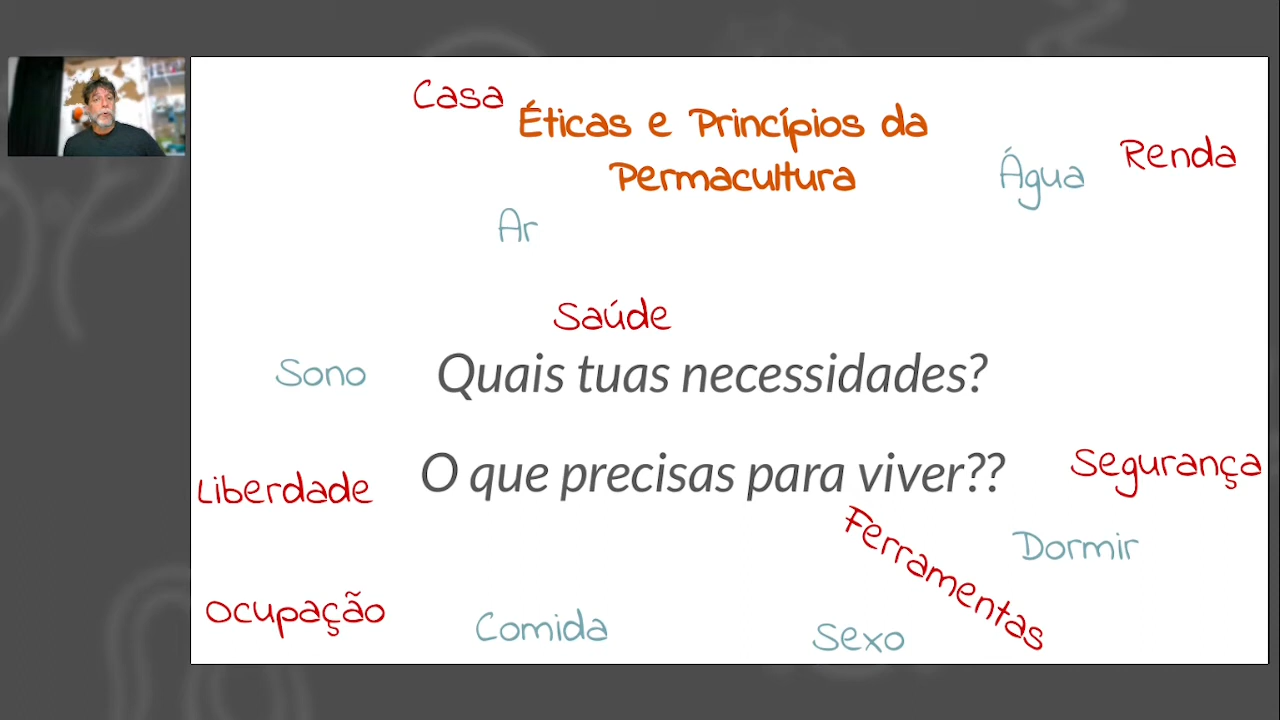 Casa
Éticas e Princípios da
Permacultura
Água
Renda
Ar
Saúde
Sono
Quais tuas necessidades?
O que precisas para viver??
Segurança
Liberdade
Ferramentas
Dormir
Ocupação
Comida
Sexo